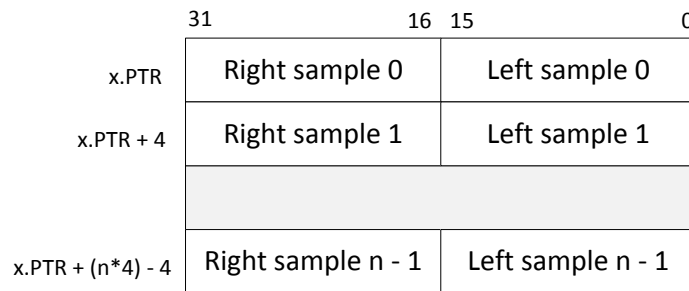 31 16 15 0
x.PTR Right sample 0 Left sample 0
x.PTR + 4 Right sample 1 Left sample 1
x.PTR + (n*4) - 4 Right sample n - 1 Left sample n - 1